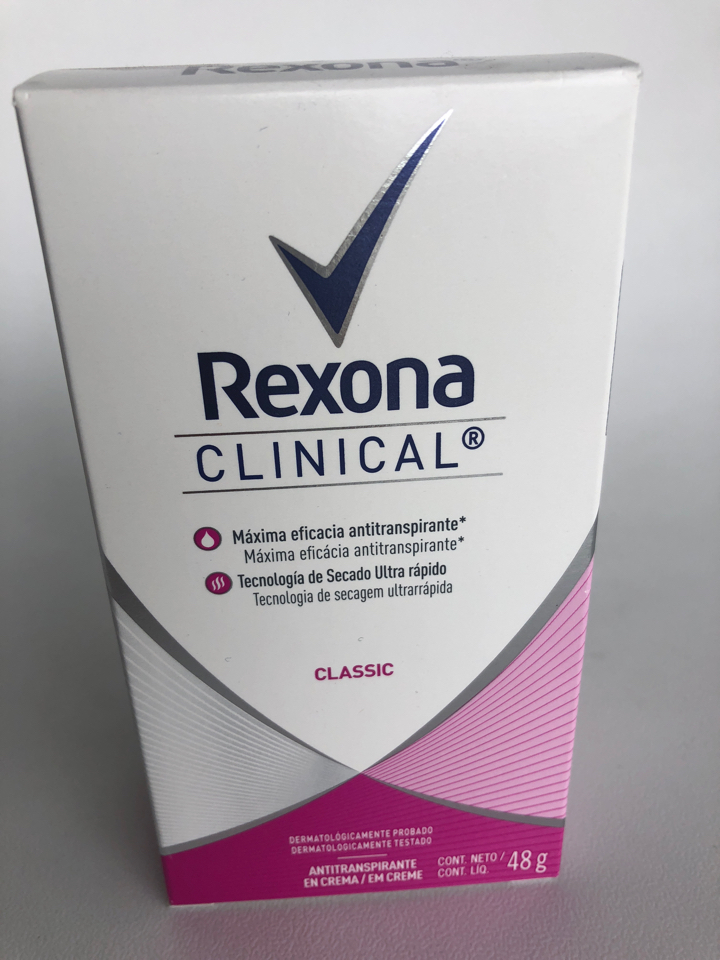 Rexona
Rexona
CLINICAL®
Máxima eficacia antitranspirante*
Máxima eficácia antitranspirante*
Tecnología de Secado Ultra rápido
Tecnologia de secagem ultrarrápida
CLASSIC
DERMATOLÓGICAMENTE PROBADO
DERMATOLOGICAMENTE TESTADO
ANTITRANSPIRANTE
EN CREMA / EM CREME
CONT. NETO /
CONT. LÍQ.
48 g